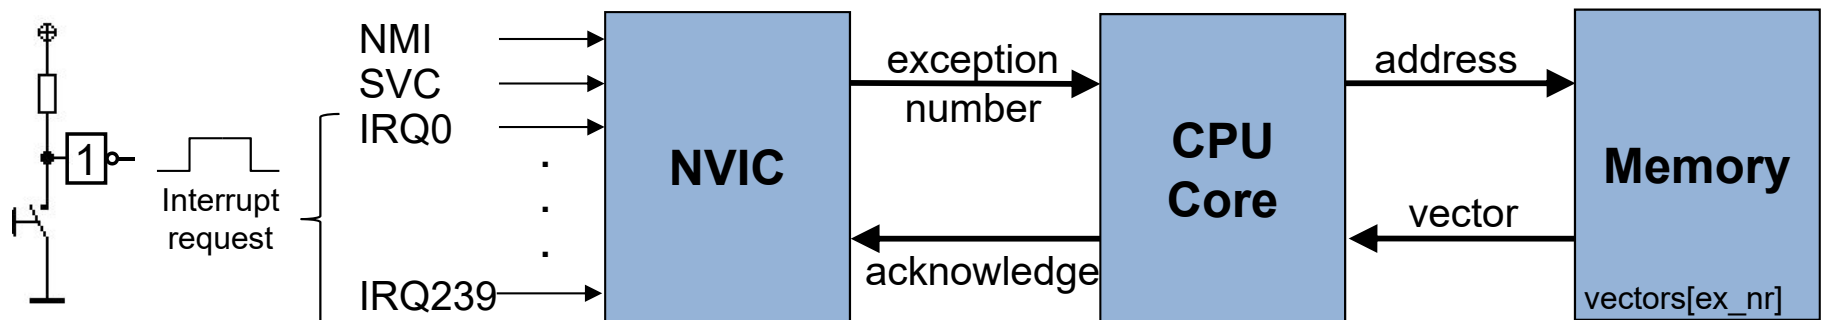 1
Interrupt
request
NMI
SVC
IRQ0
.
.
.
IRQ239
NVIC
exception
number
acknowledge
CPU
Core
address
vector
Memory
vectors[ex_nr]